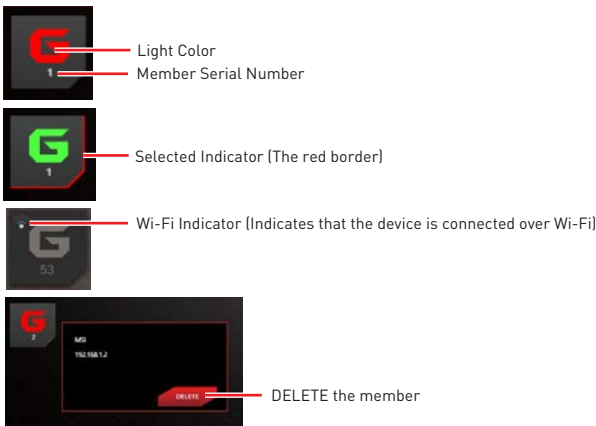 G
Light Color
1
Member Serial Number
G
Selected Indicator (The red border)
1
Wi-Fi Indicator (Indicates that the device is connected over Wi-Fi)
G
53
G
2
MSI
192.168.1.2
DELETE
DELETE the member